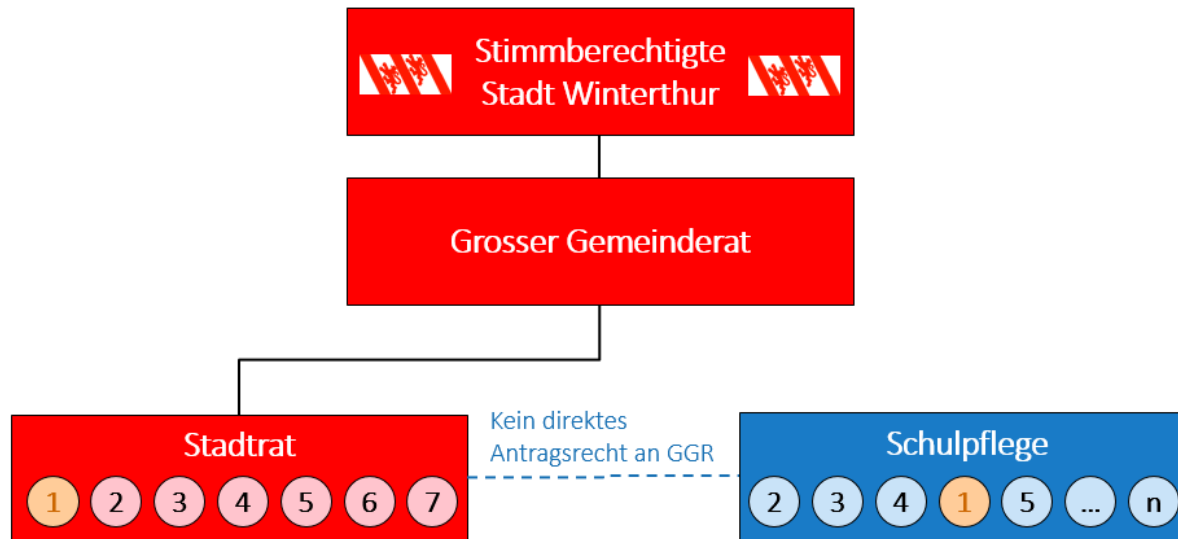 Stimmberechtigte
Stadt Winterthur
Grosser Gemeinderat
Kein direktes
Antragsrecht an GGR
Stadtrat
1 2 3 4 5 6 7
Schulpflege
2 3 4 1 5 ... n